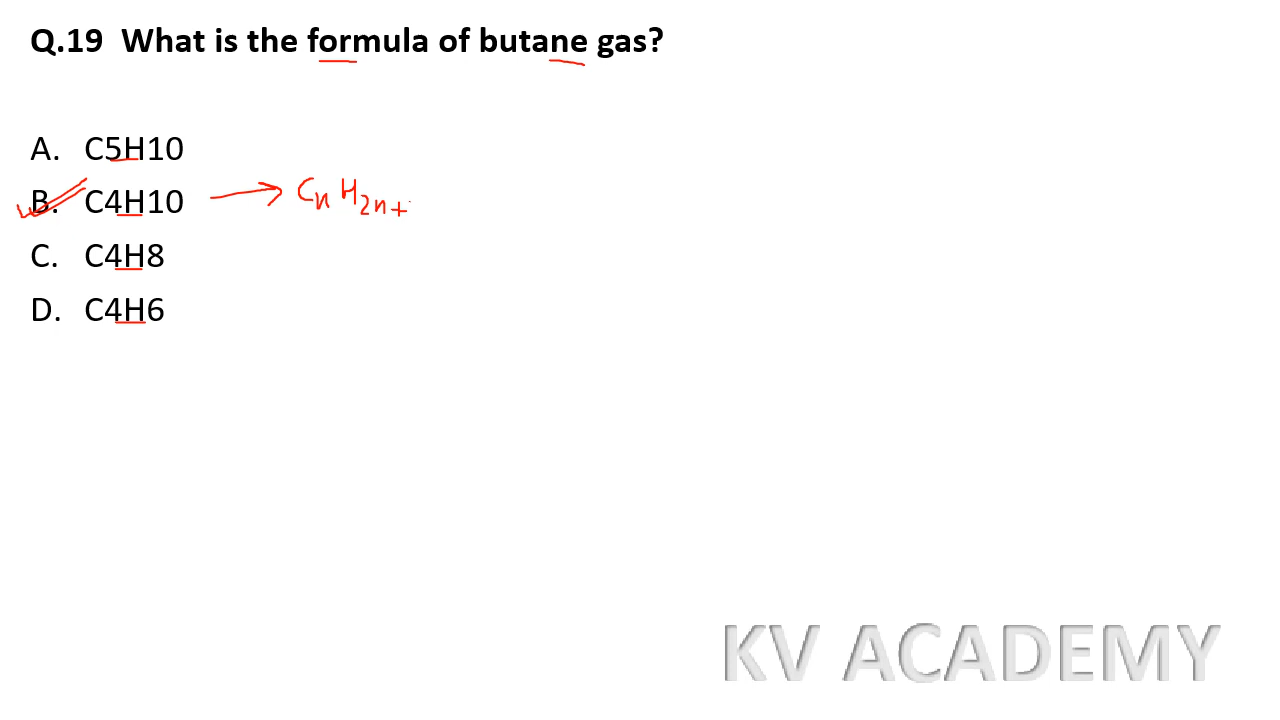 Q.19 What is the formula of butane gas?
A. C5H10
B. C4H10 → CnH2n+
C. C4H8
D. C4H6
KV ACADEMY